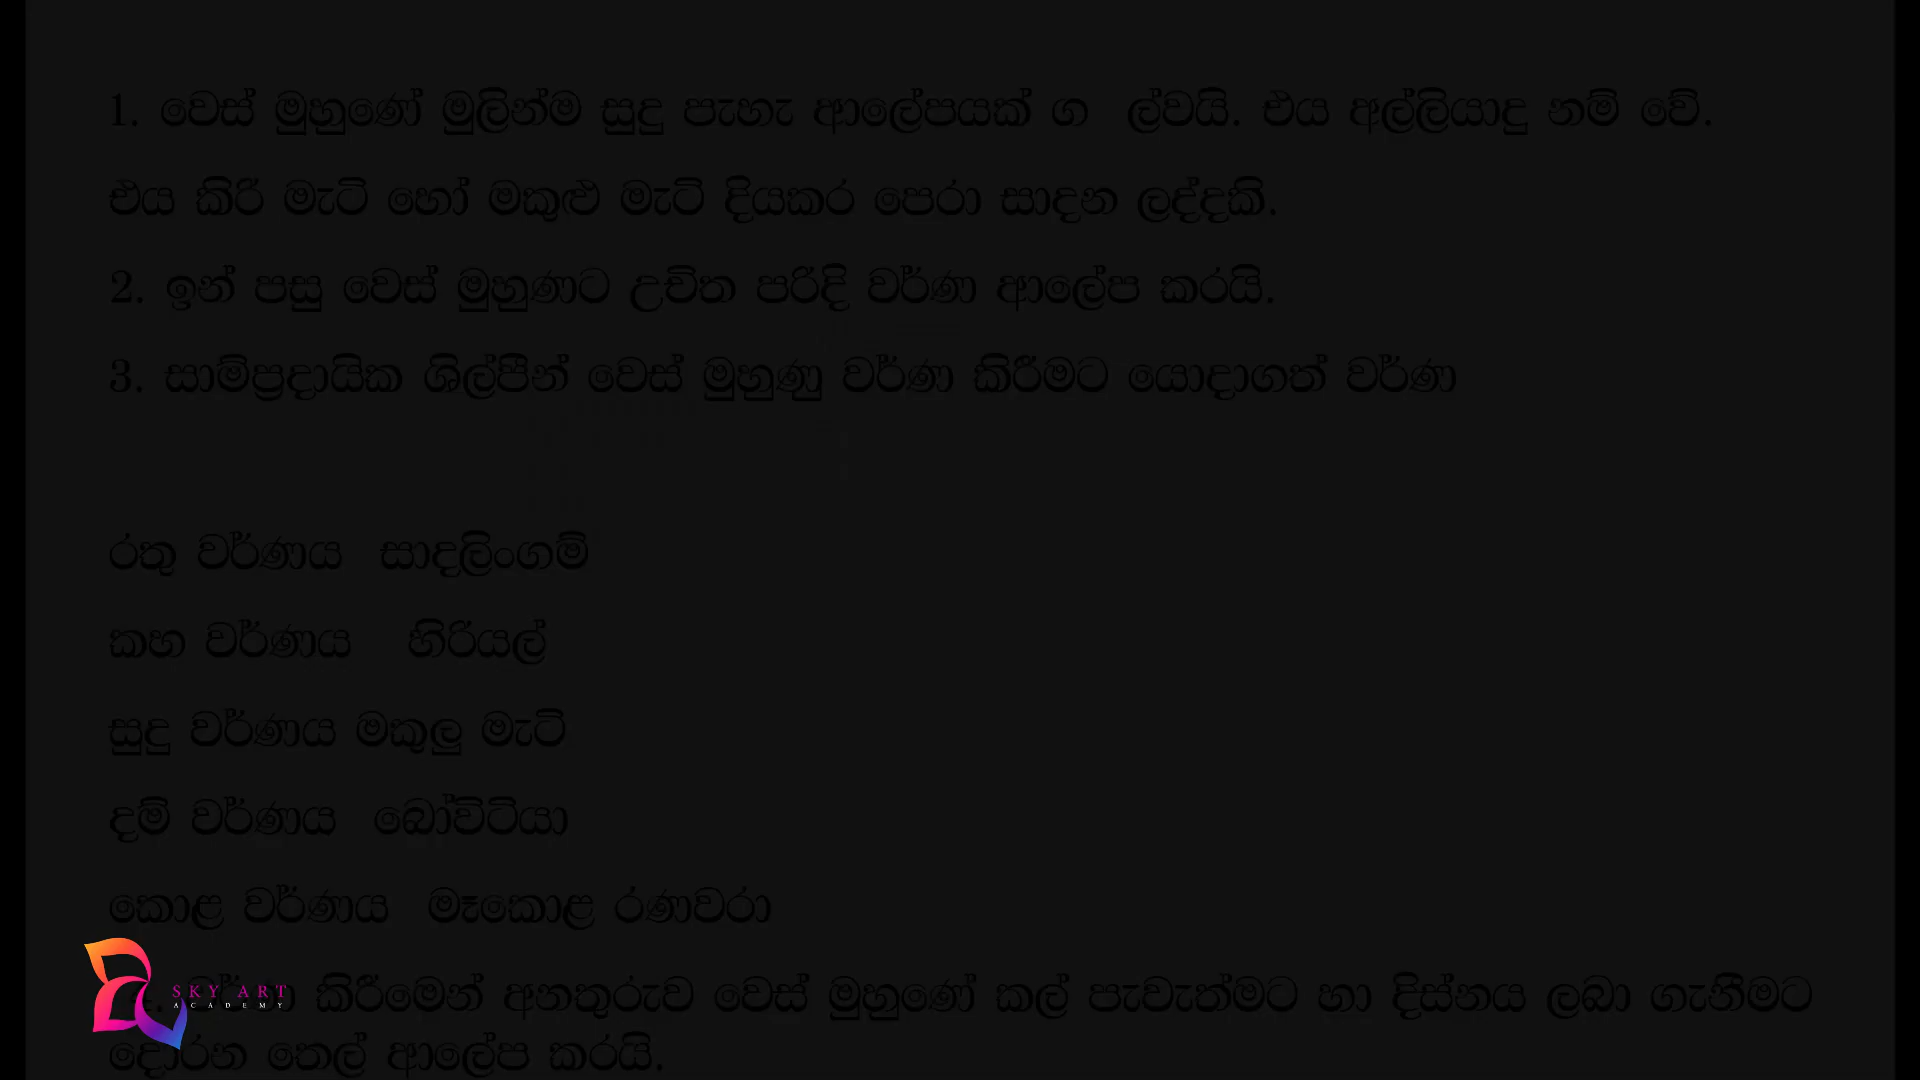 1. වෙස් මුහුණේ මුලින්ම සුදු පැහැ ආලේපයක් ග ල්වයි. එය අල්ලියාදු නම් වේ.
එය කිරි මැටි හෝ මකුළු මැටි දියකර පෙරා සාදන ලද්දකි.
2. ඉන් පසු වෙස් මුහුණට උචිත පරිදි වර්ණ ආලේප කරයි.
3. සාම්ප්‍රදායික ශිල්පීන් වෙස් මුහුණු වර්ණ කිරීමට යොදාගත් වර්ණ
රතු වර්ණය සාදලිංගම්
කහ වර්ණය හිරියල්
සුදු වර්ණය මකුලු මැටි
දම් වර්ණය බෝවිටියා
කොළ වර්ණය මෑකොළ රණවරා
4. වර්ණ කිරීමෙන් අනතුරුව වෙස් මුහුණේ කල් පැවැත්මට හා දිස්නය ලබා ගැනීමට
දොරන තෙල් ආලේප කරයි.
SKY ART
ACADEMY